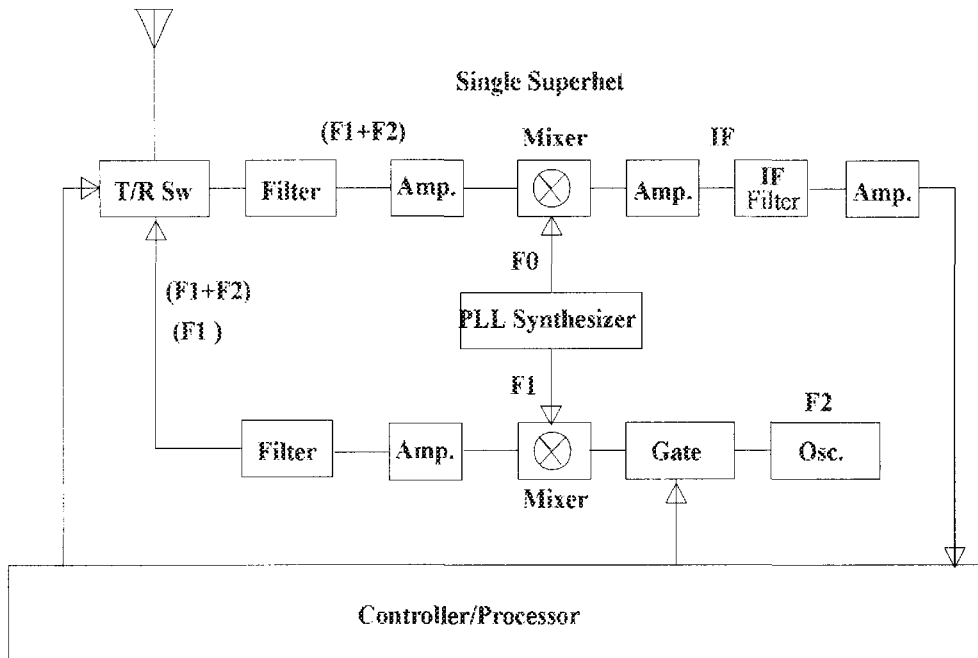 Single Superhet
(F1+F2)
Mixer
IF
T/R Sw
Filter
Amp.
Amp.
IF
Filter
Amp.
F0
(F1+F2)
(F1 )
PLL Synthesizer
F1
F2
Filter
Amp.
Gate
Osc.
Mixer
Controller/Processor